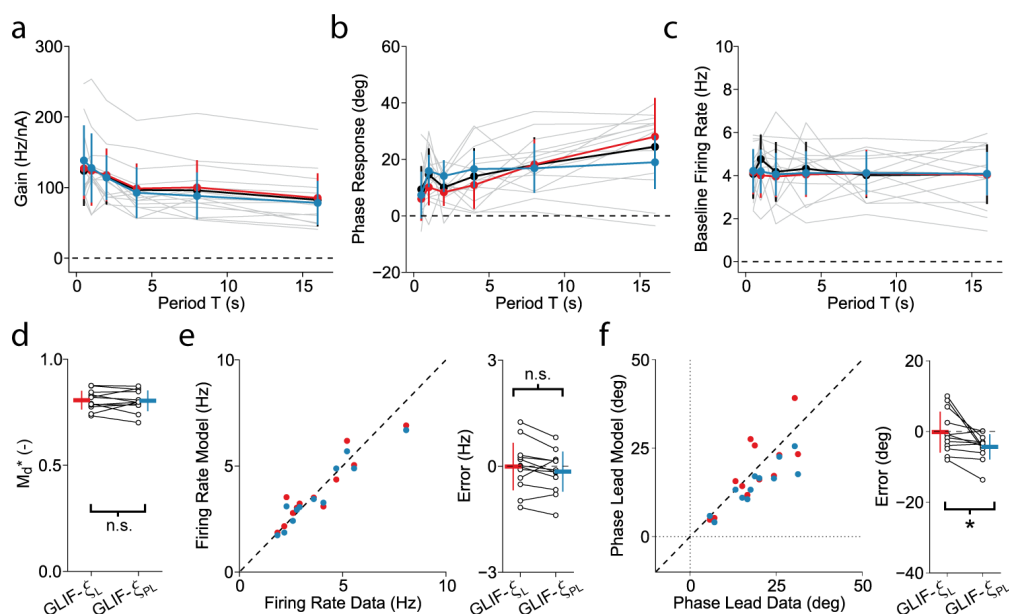 a
300
200
100
0
Gain (Hz/nA)
0
5
10
15
Period T (s)
b
60
40
20
0
−20
Phase Response (deg)
0
5
10
15
Period T (s)
c
10
8
6
4
2
0
Baseline Firing Rate (Hz)
0
5
10
15
Period T (s)
d
1.0
0.5
0.0
Md* (-)
n.s.
GLIF-ξL
GLIF-ξPL
e
10
5
0
Firing Rate Model (Hz)
5
10
Firing Rate Data (Hz)
3
0
−3
Error (Hz)
n.s.
GLIF-ξL
GLIF-ξPL
f
50
25
0
Phase Lead Model (deg)
0
25
50
Phase Lead Data (deg)
20
0
−20
−40
Error (deg)
*
GLIF-ξL
GLIF-ξPL